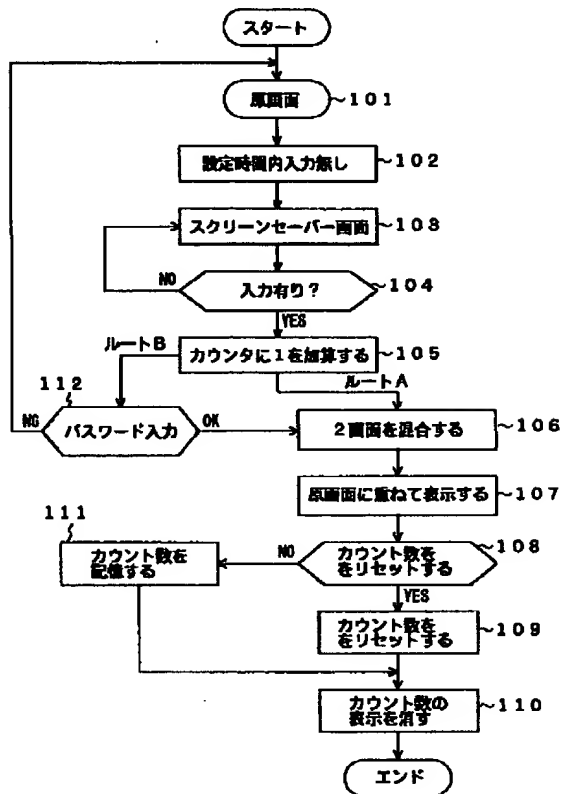 スタート
原画面
~101
設定時間内入力無し
~102
スクリーンセーバー画面
~103
NO
入力有り?
~104
YES
ルートB
カウンタに1を加算する
~105
ルートA
112
NG
パスワード入力
OK
2画面を混合する
~106
原画面に重ねて表示する
~107
111
カウント数を
記憶する
NO
カウント数を
をリセットする
108
YES
カウント数を
をリセットする
~109
カウント数の
表示を消す
~110
エンド